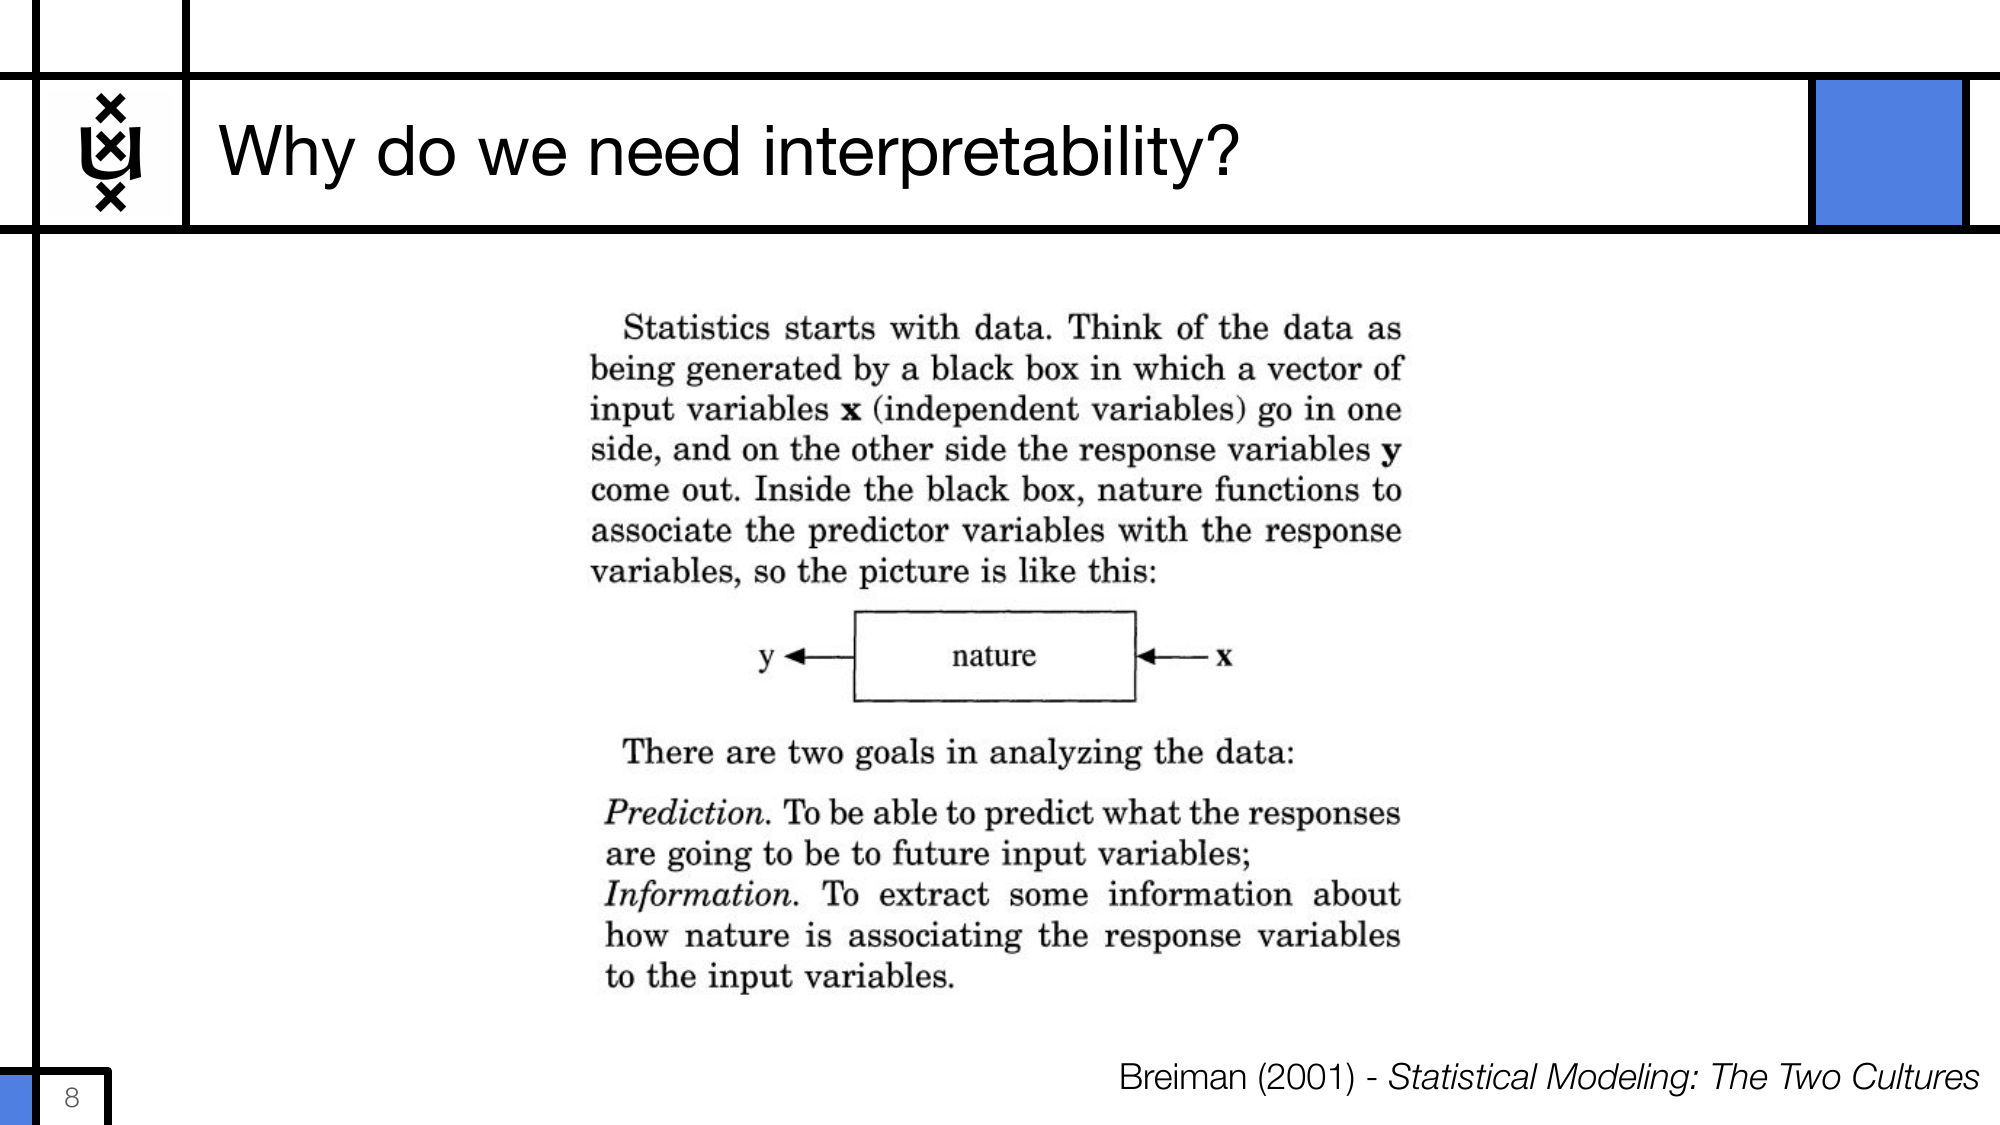 Why do we need interpretability?
Statistics starts with data. Think of the data as
being generated by a black box in which a vector of
input variables x (independent variables) go in one
side, and on the other side the response variables y
come out. Inside the black box, nature functions to
associate the predictor variables with the response
variables, so the picture is like this:
y nature x
There are two goals in analyzing the data:
Prediction. To be able to predict what the responses
are going to be to future input variables;
Information. To extract some information about
how nature is associating the response variables
to the input variables.
Breiman (2001) - Statistical Modeling: The Two Cultures
8